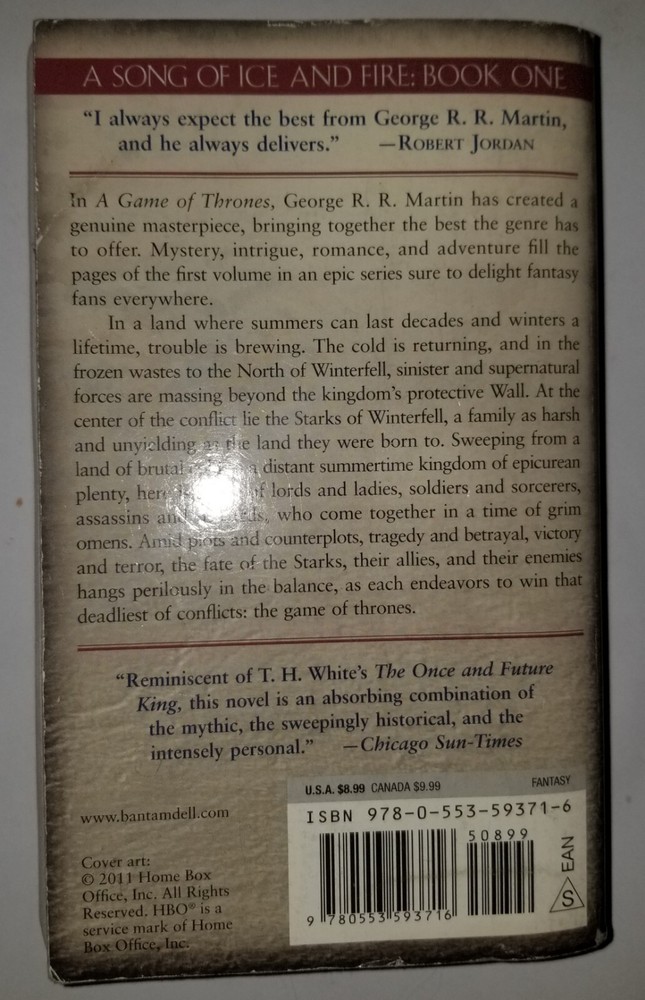 A SONG OF ICE AND FIRE: BOOK ONE
“I always expect the best from George R. R. Martin,
and he always delivers.” —ROBERT JORDAN
In A Game of Thrones, George R. R. Martin has created a
genuine masterpiece, bringing together the best the genre has
to offer. Mystery, intrigue, romance, and adventure fill the
pages of the first volume in an epic series sure to delight fantasy
fans everywhere.
In a land where summers can last decades and winters a
lifetime, trouble is brewing. The cold is returning, and in the
frozen wastes to the North of Winterfell, sinister and supernatural
forces are massing beyond the kingdom’s protective Wall. At the
center of the conflict lie the Starks of Winterfell, a family as harsh
and unyielding as the land they were born to. Sweeping from a
land of brutal a distant summertime kingdom of epicurean
plenty, of lords and ladies, soldiers and sorcerers,
assassins and who come together in a time of grim
omens. Amid plots and counterplots, tragedy and betrayal, victory
and terror, the fate of the Starks, their allies, and their enemies
hangs perilously in the balance, as each endeavors to win that
deadliest of conflicts: the game of thrones.
“Reminiscent of T. H. White’s The Once and Future
King, this novel is an absorbing combination of
the mythic, the sweepingly historical, and the
intensely personal.” —Chicago Sun-Times
U.S.A. $8.99 CANADA $9.99 FANTASY
ISBN 978-0-553-59371-6
50899
9 780553 593716
S EAN
www.bantamdell.com
Cover art:
© 2011 Home Box
Office, Inc. All Rights
Reserved. HBO® is a
service mark of Home
Box Office, Inc.